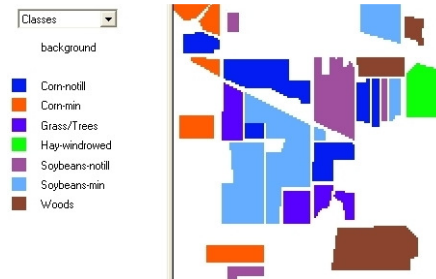 Classes
background
Corn-notill
Corn-min
Grass/Trees
Hay-windrowed
Soybeans-notill
Soybeans-min
Woods